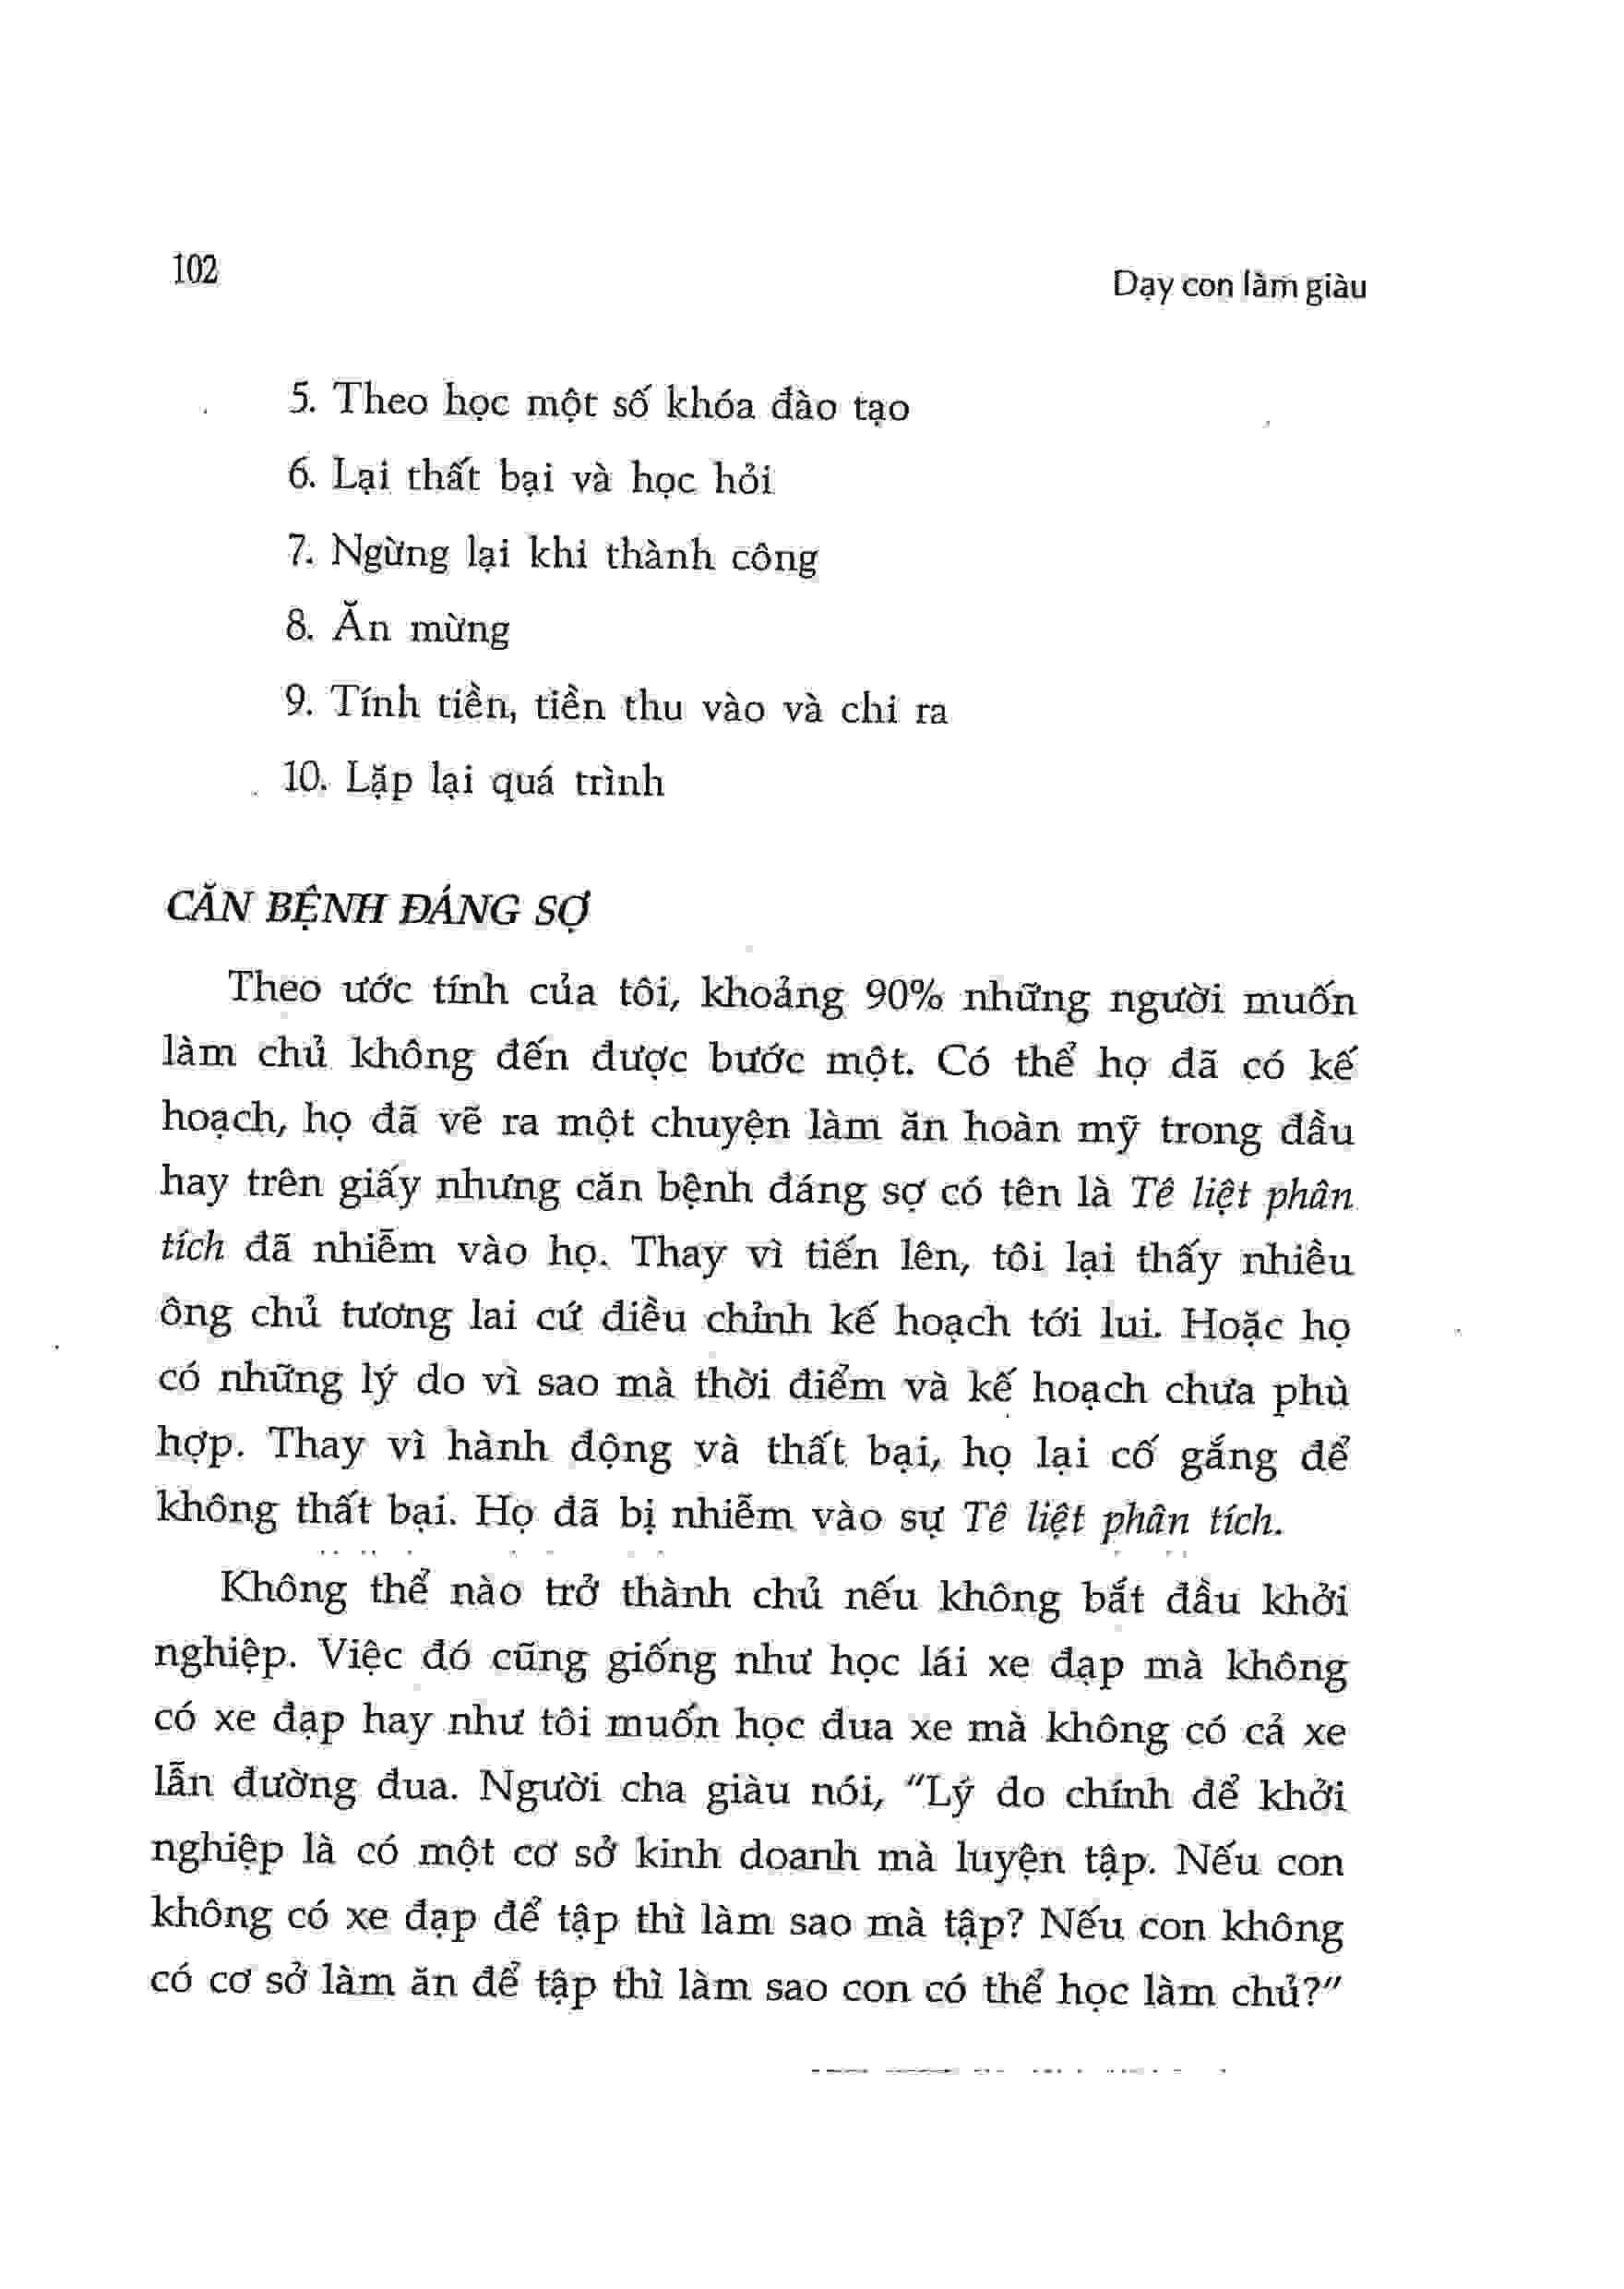 102
Dạy con làm giàu
5. Theo học một số khóa đào tạo
6. Lại thất bại và học hỏi
7. Ngừng lại khi thành công
8. Ăn mừng
9. Tính tiền, tiền thu vào và chi ra
10. Lặp lại quá trình
CĂN BỆNH ĐÁNG SỢ
Theo ước tính của tôi, khoảng 90% những người muốn
làm chủ không đến được bước một. Có thể họ đã có kế
hoạch, họ đã vẽ ra một chuyện làm ăn hoàn mỹ trong đầu
hay trên giấy nhưng căn bệnh đáng sợ có tên là Tê liệt phân
tích đã nhiễm vào họ. Thay vì tiến lên, tôi lại thấy nhiều
ông chủ tương lai cứ điều chỉnh kế hoạch tới lui. Hoặc họ
có những lý do vì sao mà thời điểm và kế hoạch chưa phù
hợp. Thay vì hành động và thất bại, họ lại cố gắng để
không thất bại. Họ đã bị nhiễm vào sự Tê liệt phân tích.
Không thể nào trở thành chủ nếu không bắt đầu khởi
nghiệp. Việc đó cũng giống như học lái xe đạp mà không
có xe đạp hay như tôi muốn học đua xe mà không có cả xe
lẫn đường đua. Người cha giàu nói, “Lý do chính để khởi
nghiệp là có một cơ sở kinh doanh mà luyện tập. Nếu con
không có xe đạp để tập thì làm sao mà tập? Nếu con không
có cơ sở làm ăn để tập thì làm sao con có thể học làm chủ?”